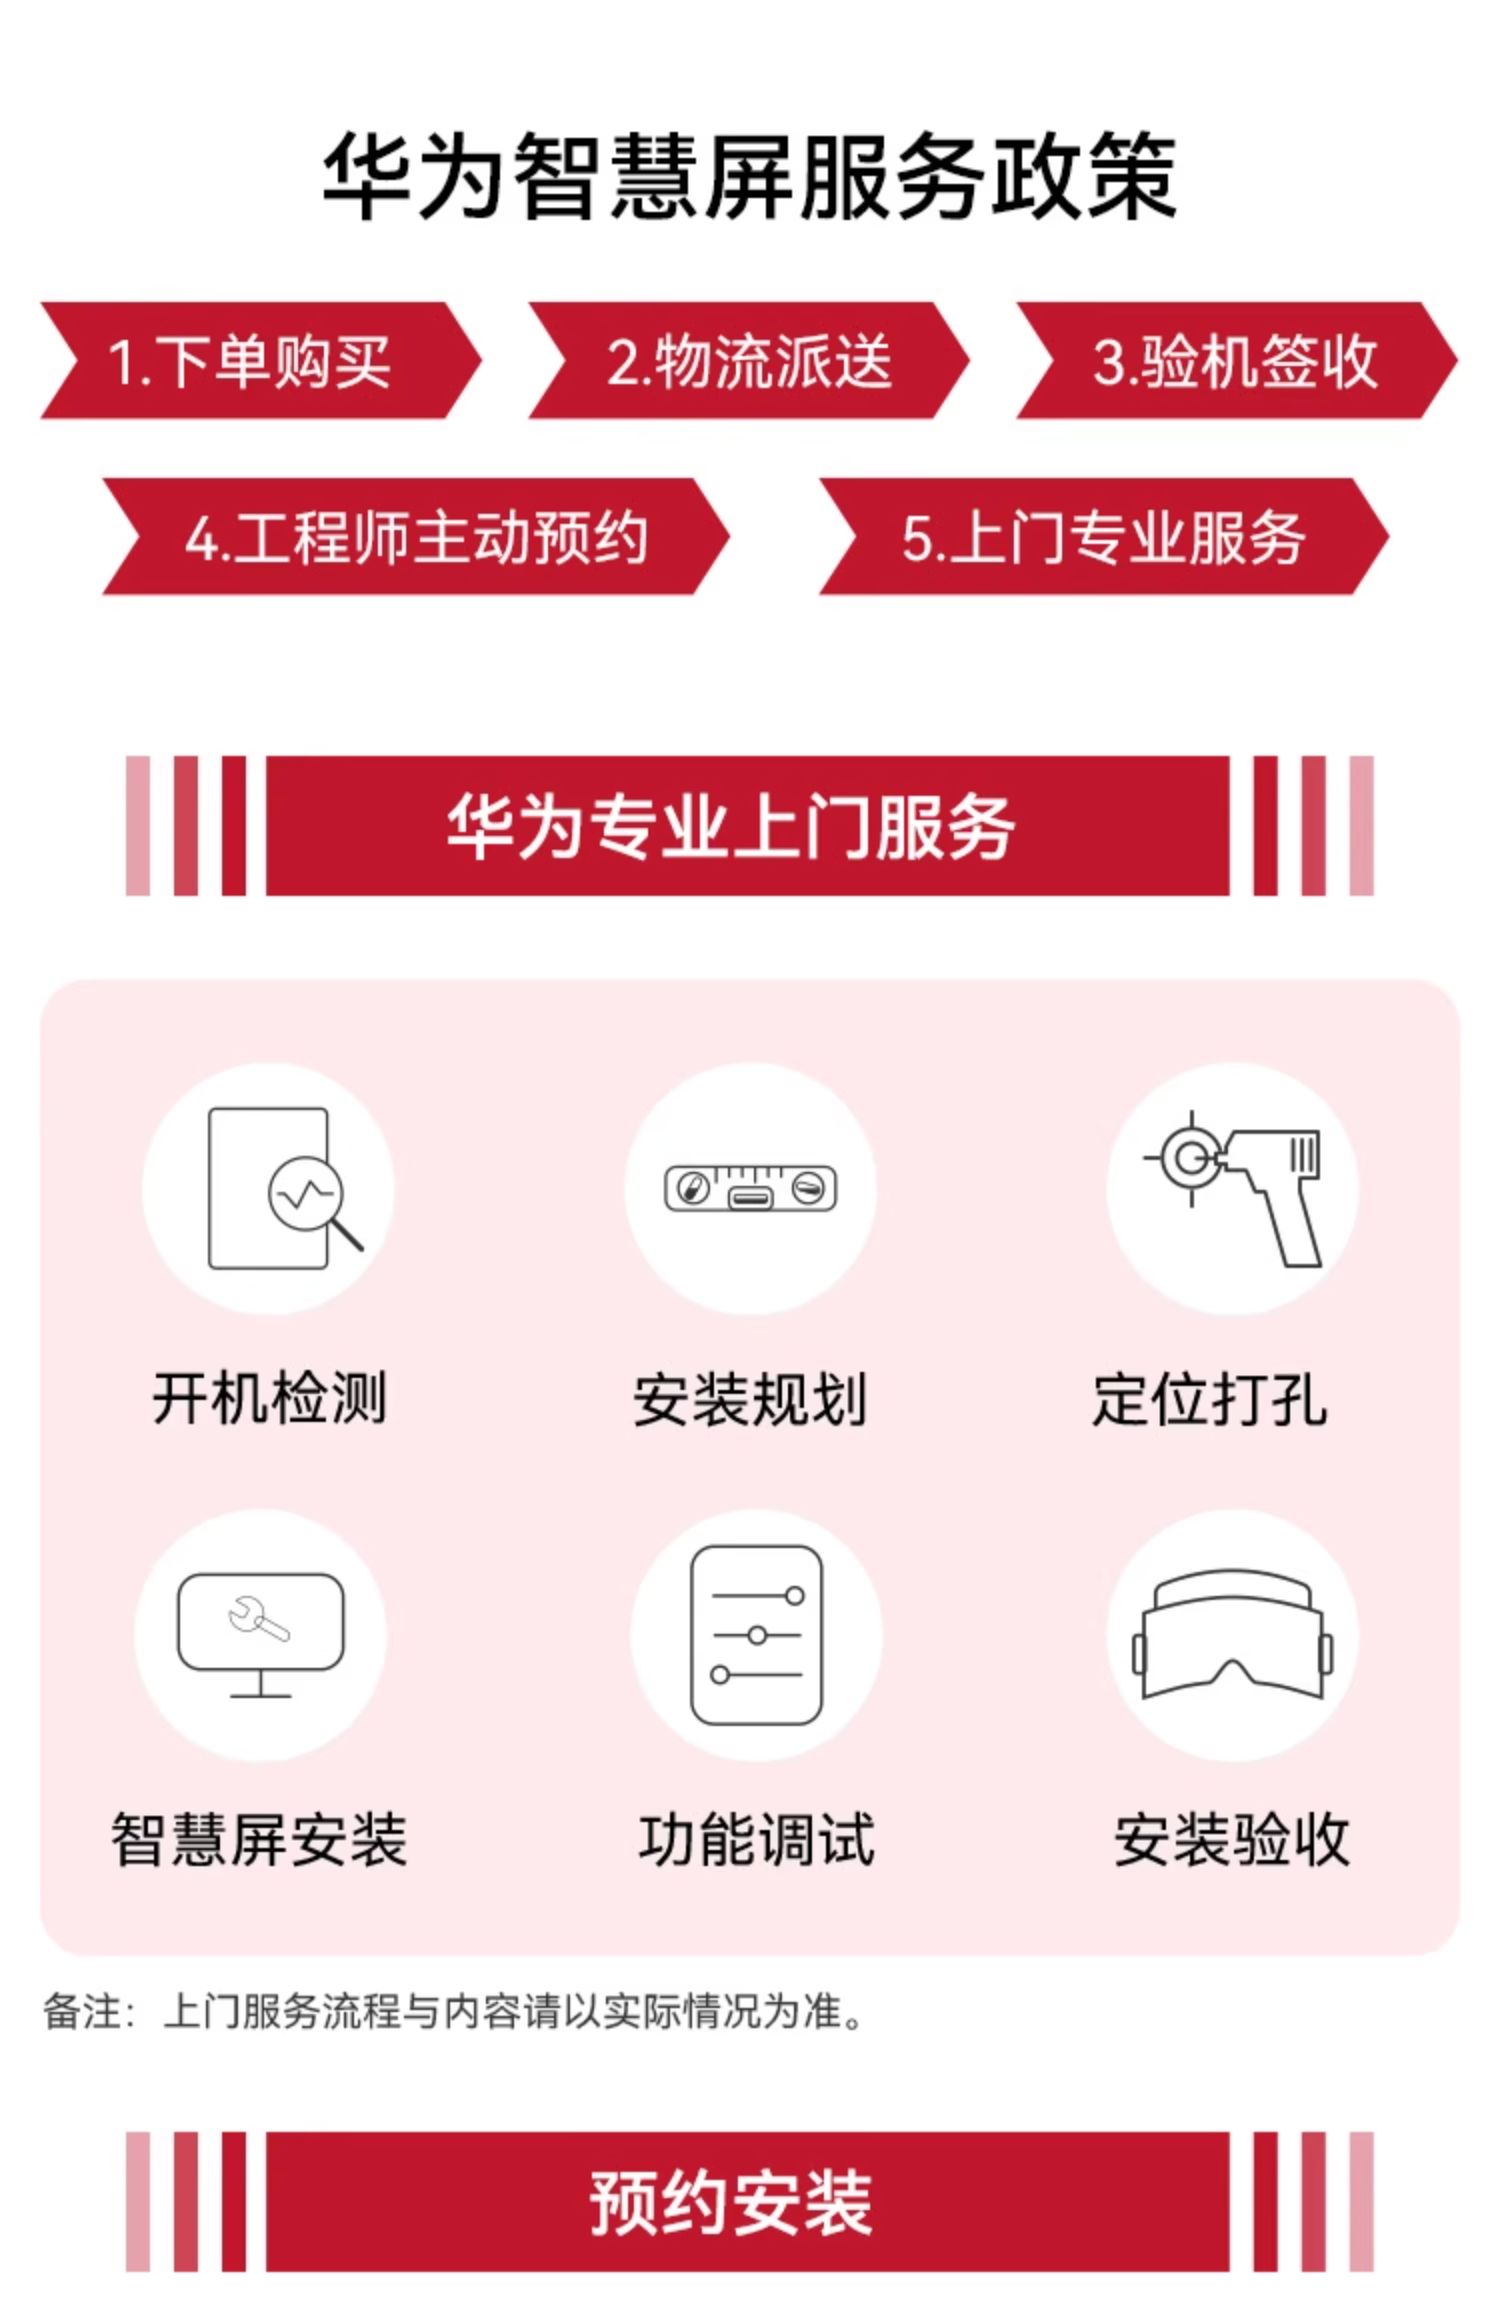 华为智慧屏服务政策
1.下单购买
2.物流派送
3.验机签收
4.工程师主动预约
5.上门专业服务
华为专业上门服务
开机检测
安装规划
定位打孔
智慧屏安装
功能调试
安装验收
备注：上门服务流程与内容请以实际情况为准。
预约安装